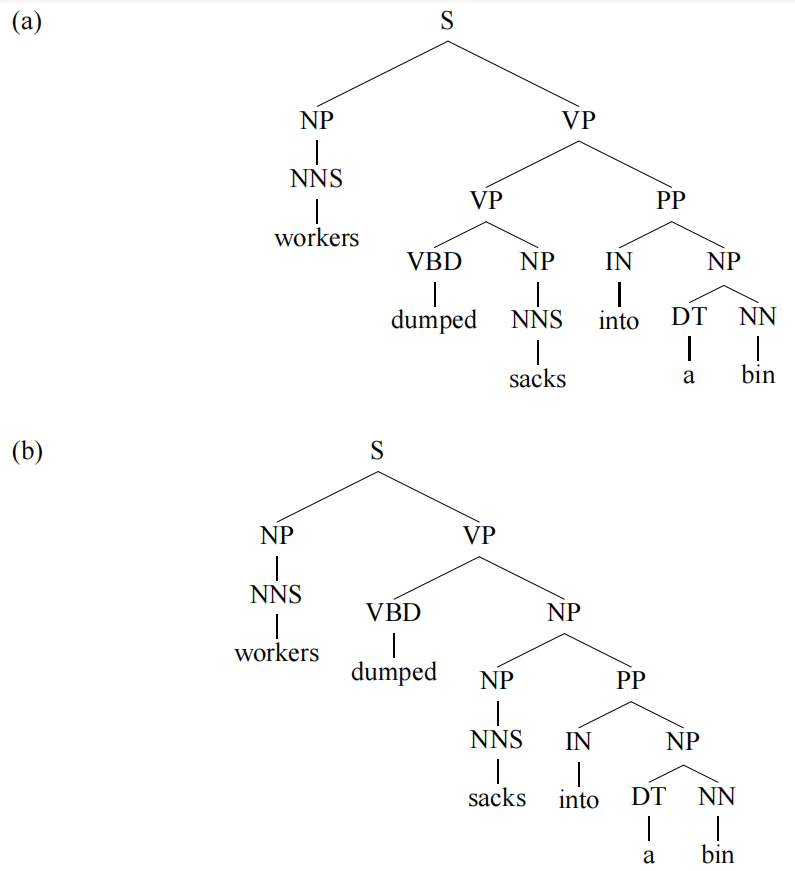 (a)
S
NP VP
NNS VP PP
workers VBD NP IN NP
dumped NNS into DT NN
sacks a bin
(b)
S
NP VP
NNS VBD NP
workers dumped NP PP
NNS IN NP
sacks into DT NN
a bin